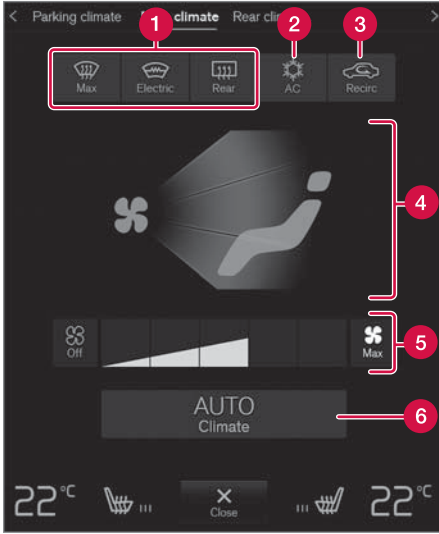 Parking climate climate Rear
1 2 3
Max Electric Rear AC Recirc
4
Off Max 5
AUTO 6
Climate
22°C Close 22°C